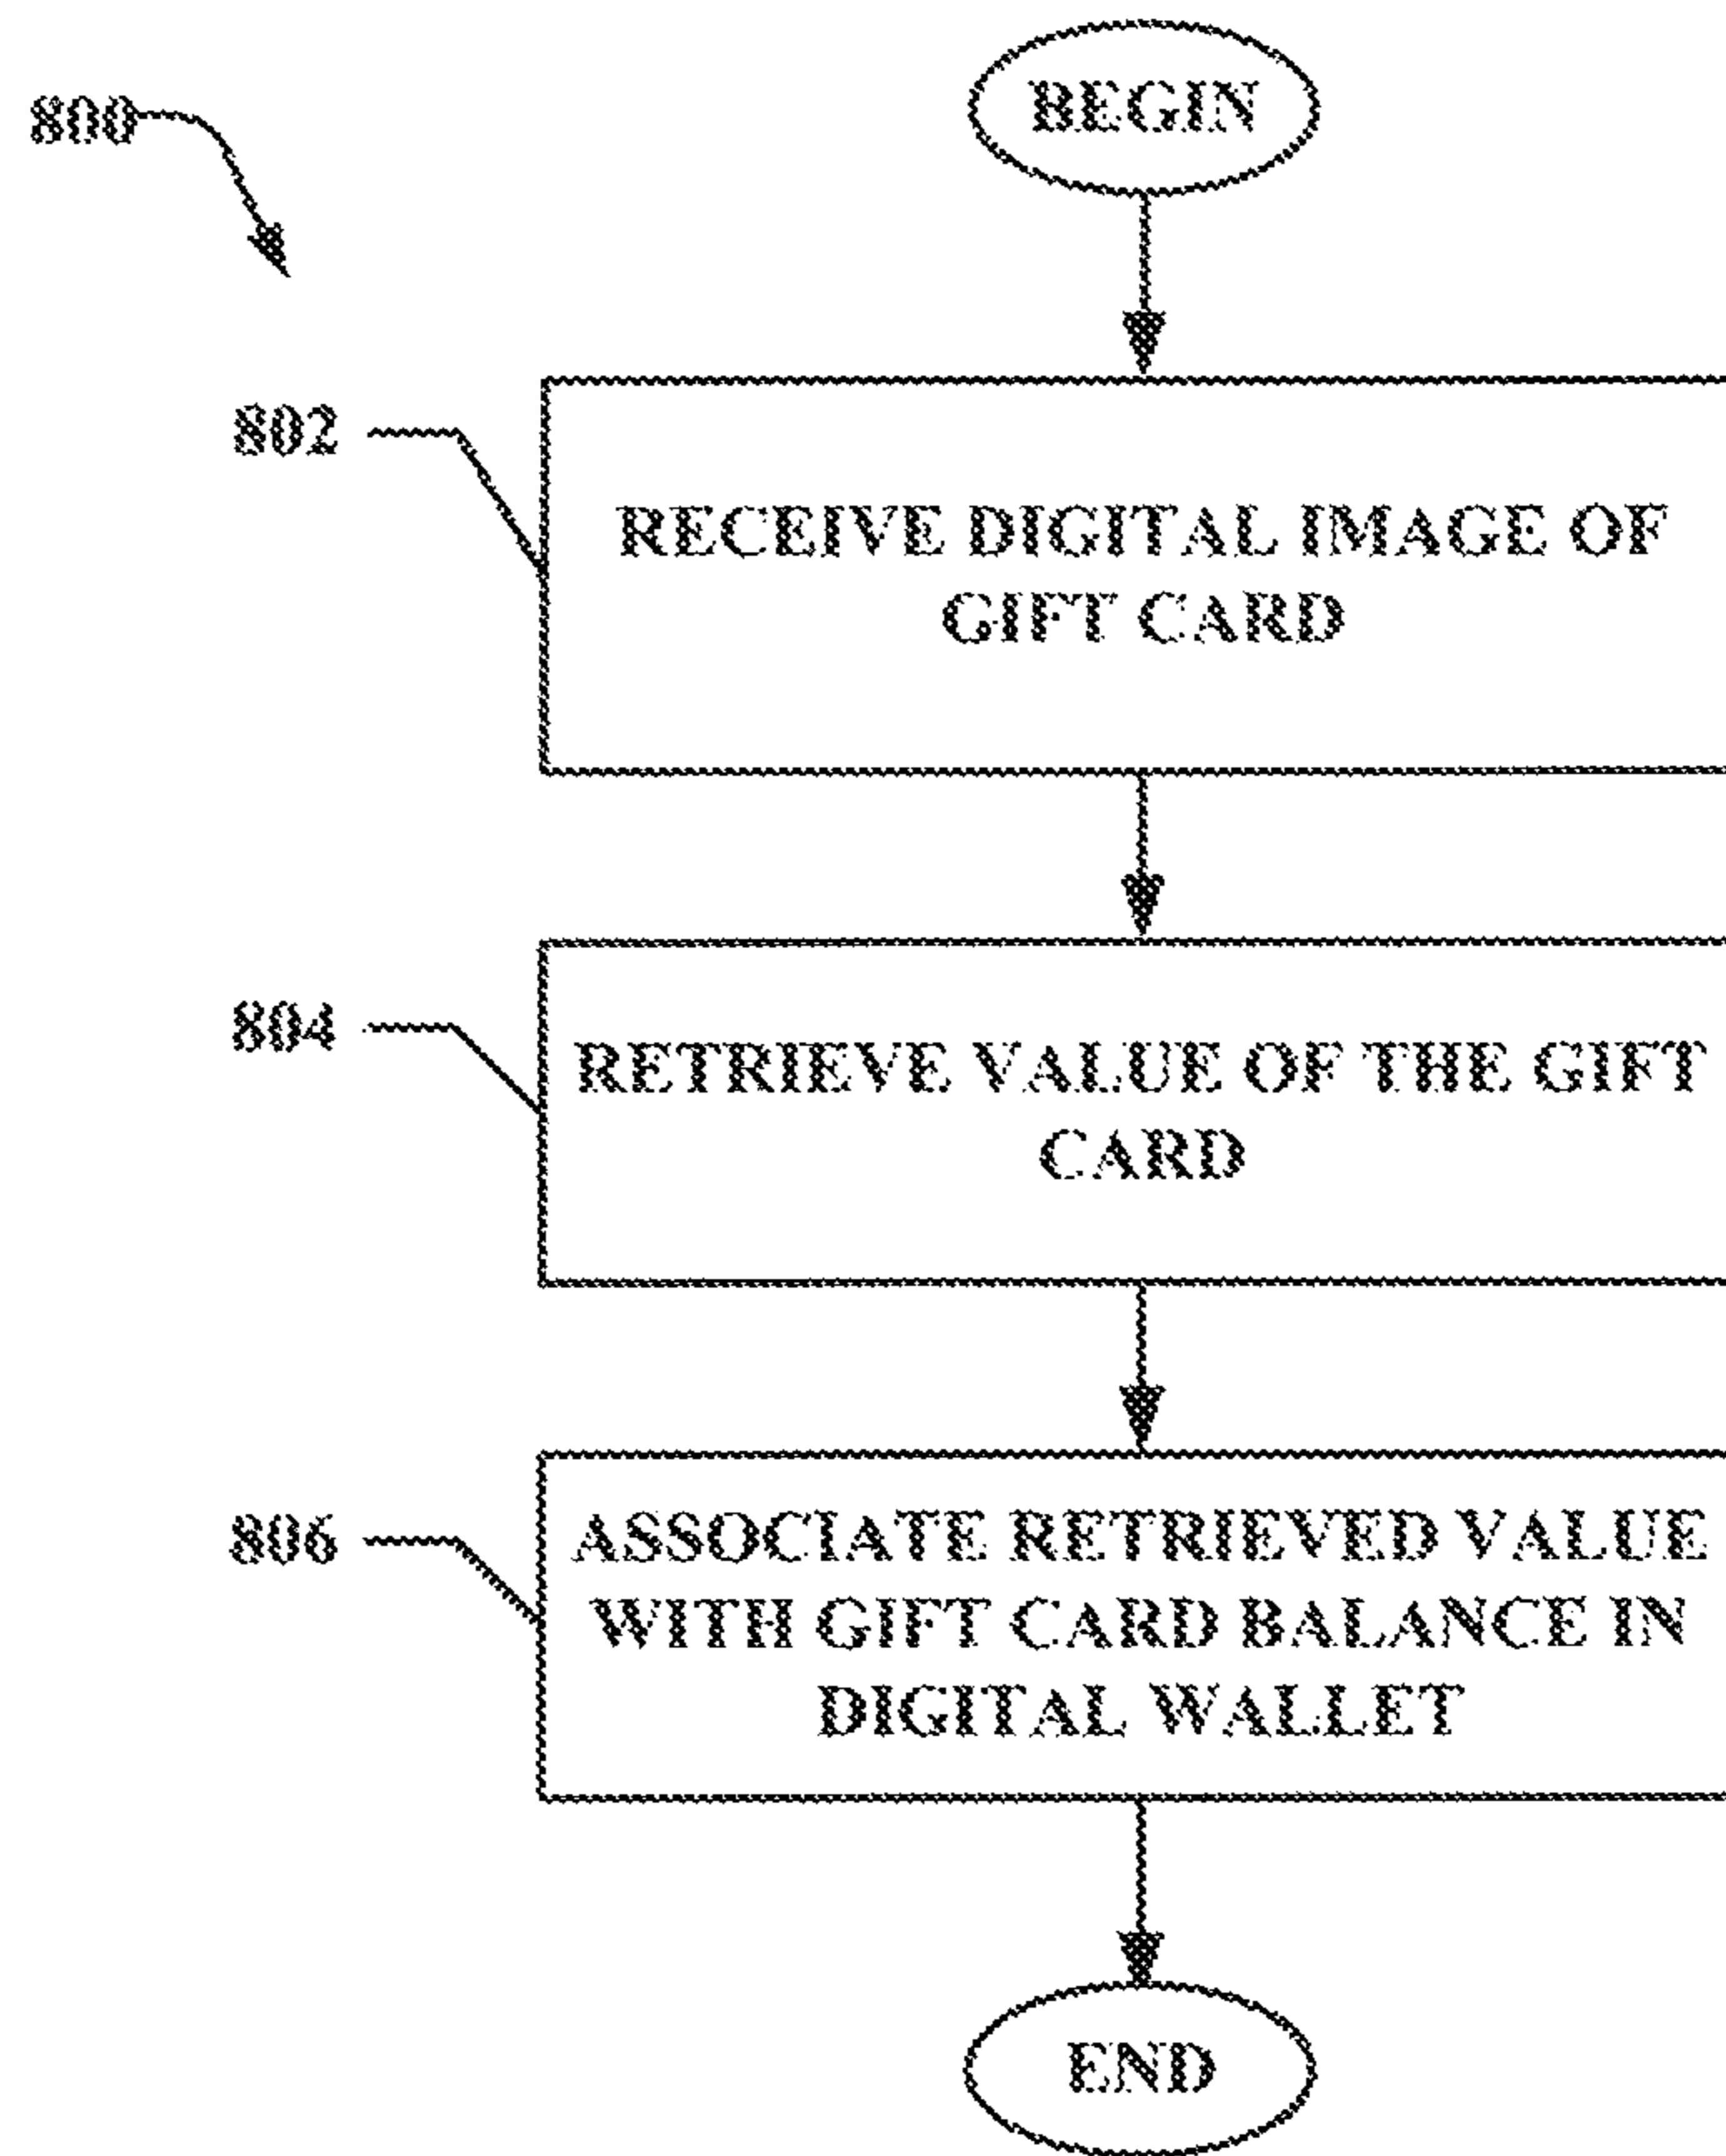 800
BEGIN
802
RECEIVE DIGITAL IMAGE OF
GIFT CARD
804
RETRIEVE VALUE OF THE GIFT
CARD
806
ASSOCIATE RETRIEVED VALUE
WITH GIFT CARD BALANCE IN
DIGITAL WALLET
END